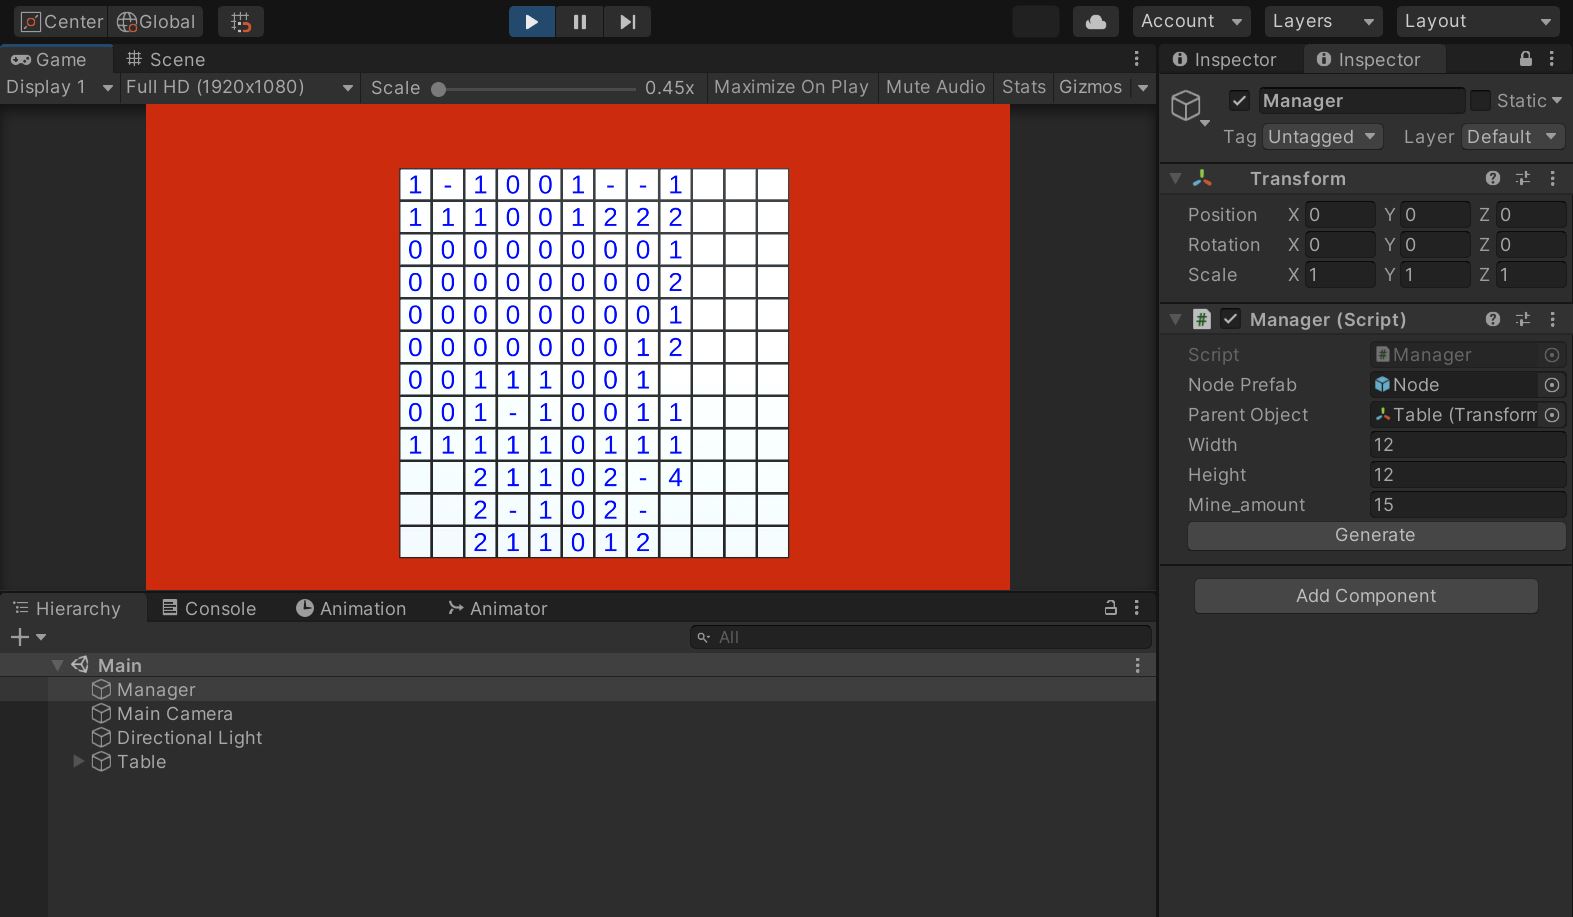 Center Global Account Layers Layout
Game Scene Inspector Inspector
Display 1 Full HD (1920x1080) Scale 0.45x Maximize On Play Mute Audio Stats Gizmos
Manager Static
Tag Untagged Layer Default
Transform
Position X 0 Y 0 Z 0
Rotation X 0 Y 0 Z 0
Scale X 1 Y 1 Z 1
Manager (Script)
Script Manager
Node Prefab Node
Parent Object Table (Transform
Width 12
Height 12
Mine_amount 15
Generate
Add Component
1 - 1 0 0 1 - - 1
1 1 1 0 0 1 2 2 2
0 0 0 0 0 0 0 0 1
0 0 0 0 0 0 0 0 2
0 0 0 0 0 0 0 0 1
0 0 0 0 0 0 0 1 2
0 0 1 1 1 0 0 1
0 0 1 - 1 0 0 1 1
1 1 1 1 1 0 1 1 1
2 1 1 0 2 - 4
2 - 1 0 2 -
2 1 1 0 1 2
Hierarchy Console Animation Animator
All
Main
Manager
Main Camera
Directional Light
Table